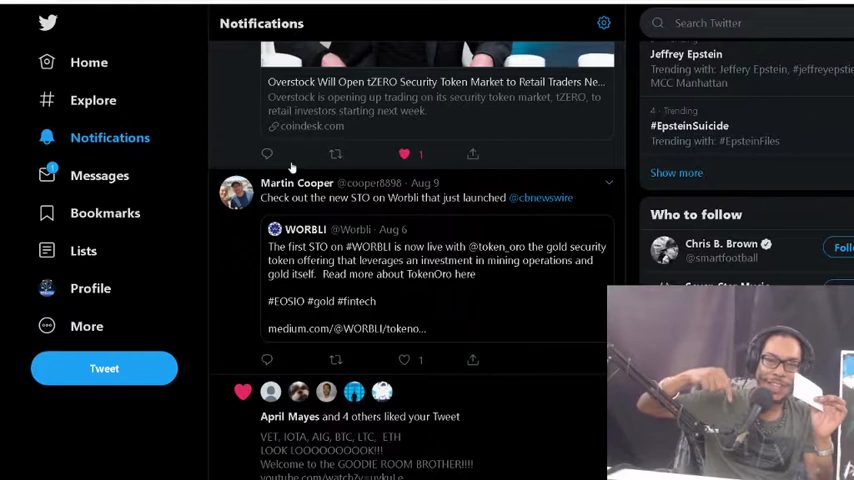 Notifications
Search Twitter
Home
Explore
Notifications
1
Messages
Bookmarks
Lists
Profile
More
Tweet
Overstock Will Open tZERO Security Token Market to Retail Traders Ne...
Overstock is opening up trading on its security token market, tZERO, to
retail investors starting next week.
coindesk.com
1
Martin Cooper @cooper8898 · Aug 9
Check out the new STO on Worbli that just launched @cbnewswire
WORBLI @Worbli · Aug 6
The first STO on #WORBLI is now live with @token_oro the gold security
token offering that leverages an investment in mining operations and
gold itself. Read more about TokenOro here
#EOSIO #gold #fintech
medium.com/@WORBLI/tokeno...
1
April Mayes and 4 others liked your Tweet
VET, IOTA, AIG, BTC, LTC, ETH
LOOK LOOOOOOOOK!!!
Welcome to the GOODIE ROOM BROTHER!!!!
Jeffrey Epstein
Trending with: Jeffery Epstein, #jeffreyepstie
MCC Manhattan
4 · Trending
#EpsteinSuicide
Trending with: #EpsteinFiles
Show more
Who to follow
Chris B. Brown
@smartfootball
Follo